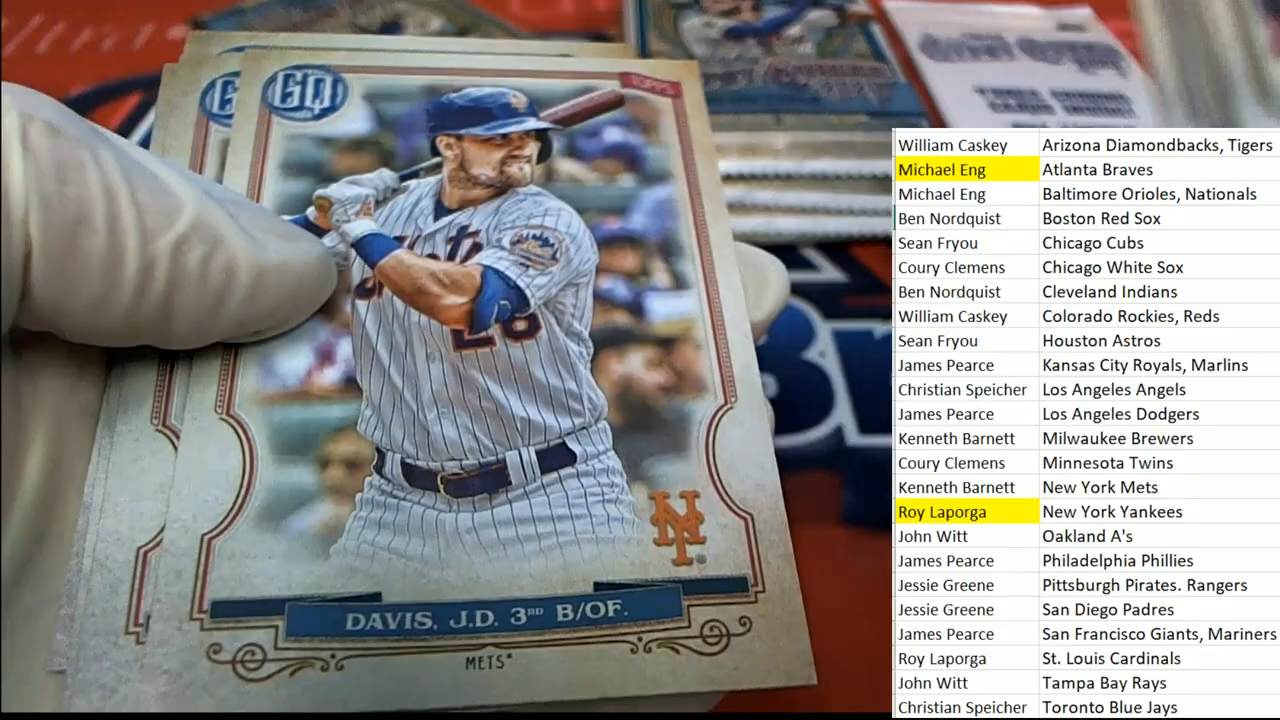 GQ
TOPPS
Mets
28
NY
DAVIS, J.D. 3RD B/OF.
METS
William Caskey Arizona Diamondbacks, Tigers
Michael Eng Atlanta Braves
Michael Eng Baltimore Orioles, Nationals
Ben Nordquist Boston Red Sox
Sean Fryou Chicago Cubs
Coury Clemens Chicago White Sox
Ben Nordquist Cleveland Indians
William Caskey Colorado Rockies, Reds
Sean Fryou Houston Astros
James Pearce Kansas City Royals, Marlins
Christian Speicher Los Angeles Angels
James Pearce Los Angeles Dodgers
Kenneth Barnett Milwaukee Brewers
Coury Clemens Minnesota Twins
Kenneth Barnett New York Mets
Roy Laporga New York Yankees
John Witt Oakland A's
James Pearce Philadelphia Phillies
Jessie Greene Pittsburgh Pirates. Rangers
Jessie Greene San Diego Padres
James Pearce San Francisco Giants, Mariners
Roy Laporga St. Louis Cardinals
John Witt Tampa Bay Rays
Christian Speicher Toronto Blue Jays